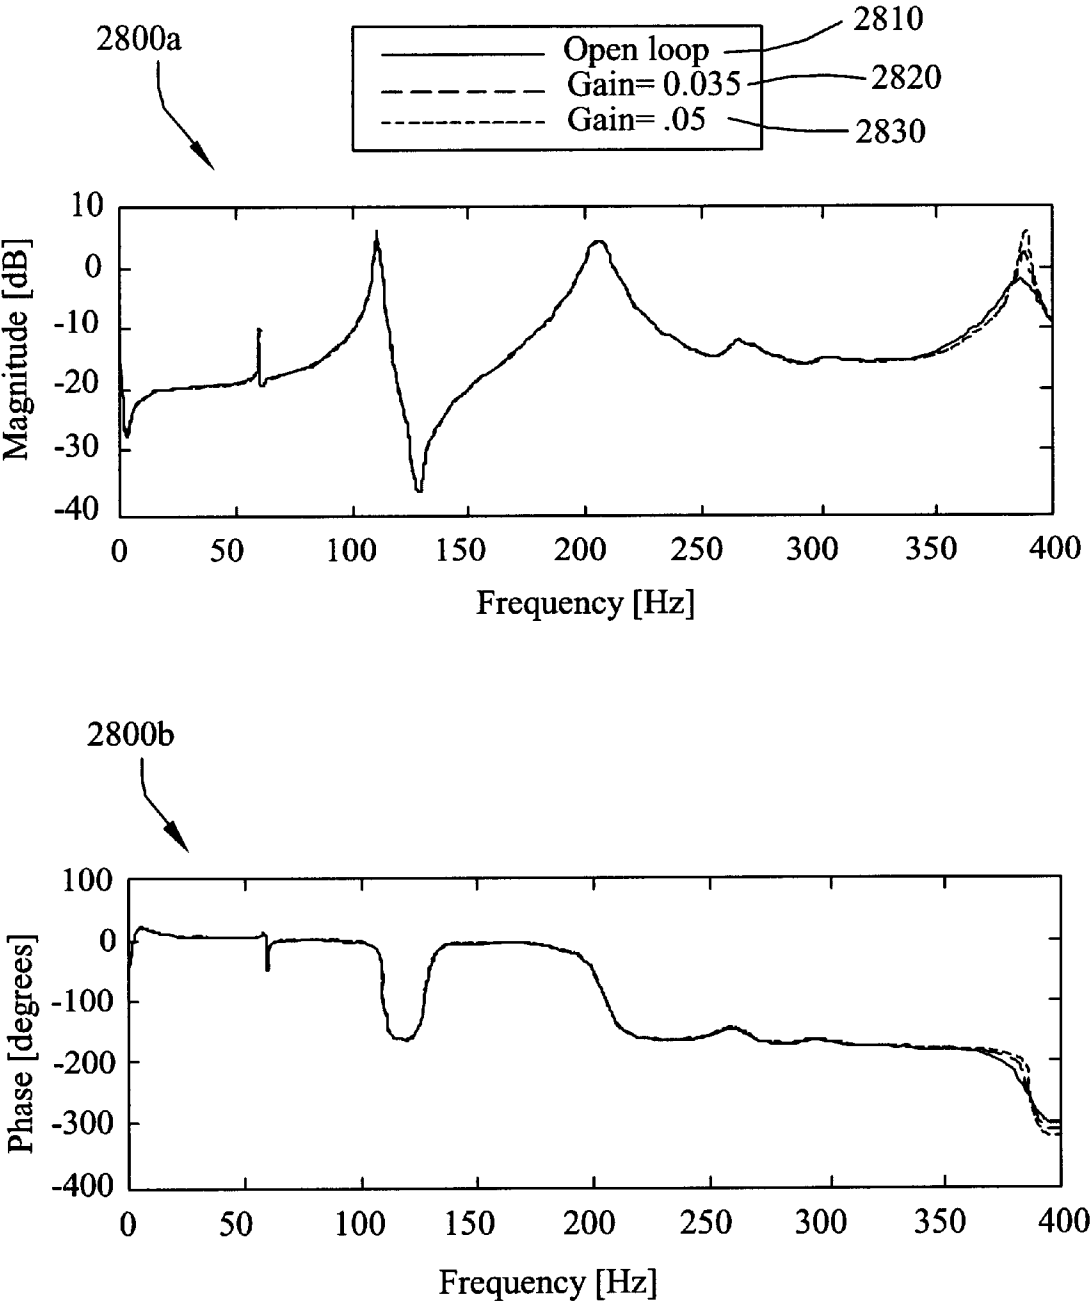 2800a
Open loop 2810
Gain= 0.035 2820
Gain= .05 2830
10
0
-10
-20
-30
-40
Magnitude [dB]
0 50 100 150 200 250 300 350 400
Frequency [Hz]
2800b
100
0
-100
-200
-300
-400
Phase [degrees]
0 50 100 150 200 250 300 350 400
Frequency [Hz]